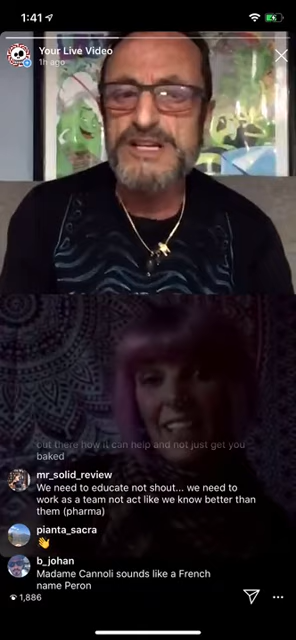 1:41
Your Live Video
1h ago
out there how it can help and not just get you
baked
mr_solid_review
We need to educate not shout... we need to
work as a team not act like we know better than
them (pharma)
pianta_sacra
👋
b_johan
Madame Cannoli sounds like a French
name Peron
1,886